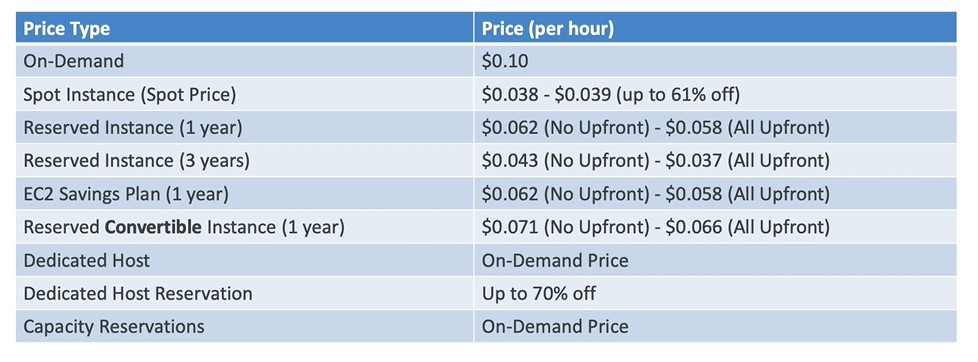 Price Type Price (per hour)
On-Demand $0.10
Spot Instance (Spot Price) $0.038 - $0.039 (up to 61% off)
Reserved Instance (1 year) $0.062 (No Upfront) - $0.058 (All Upfront)
Reserved Instance (3 years) $0.043 (No Upfront) - $0.037 (All Upfront)
EC2 Savings Plan (1 year) $0.062 (No Upfront) - $0.058 (All Upfront)
Reserved Convertible Instance (1 year) $0.071 (No Upfront) - $0.066 (All Upfront)
Dedicated Host On-Demand Price
Dedicated Host Reservation Up to 70% off
Capacity Reservations On-Demand Price